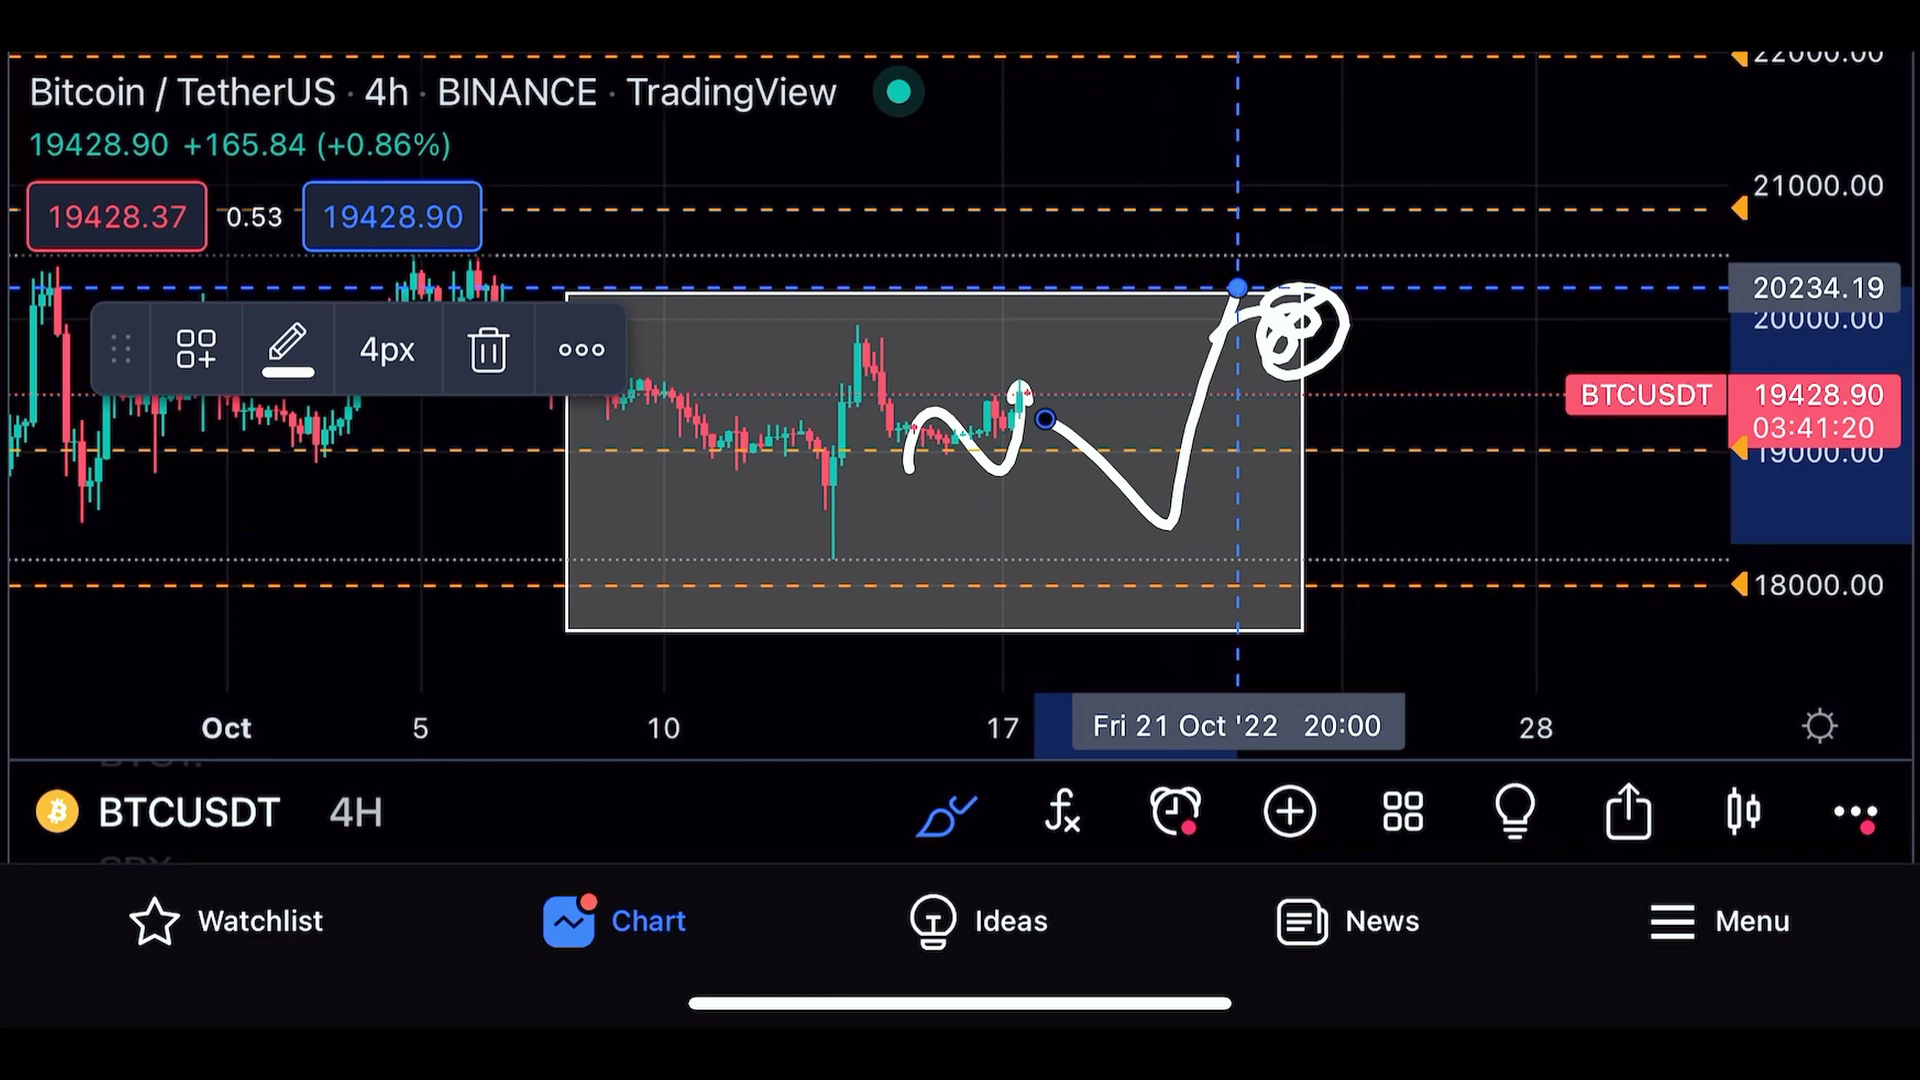 22000.00
Bitcoin / TetherUS · 4h · BINANCE · TradingView
19428.90 +165.84 (+0.86%)
21000.00
19428.37 0.53 19428.90
20234.19
20000.00
4px
BTCUSDT 19428.90
03:41:20
19000.00
18000.00
Oct 5 10 17 Fri 21 Oct '22 20:00 28
BTCUSDT 4H
Watchlist Chart Ideas News Menu